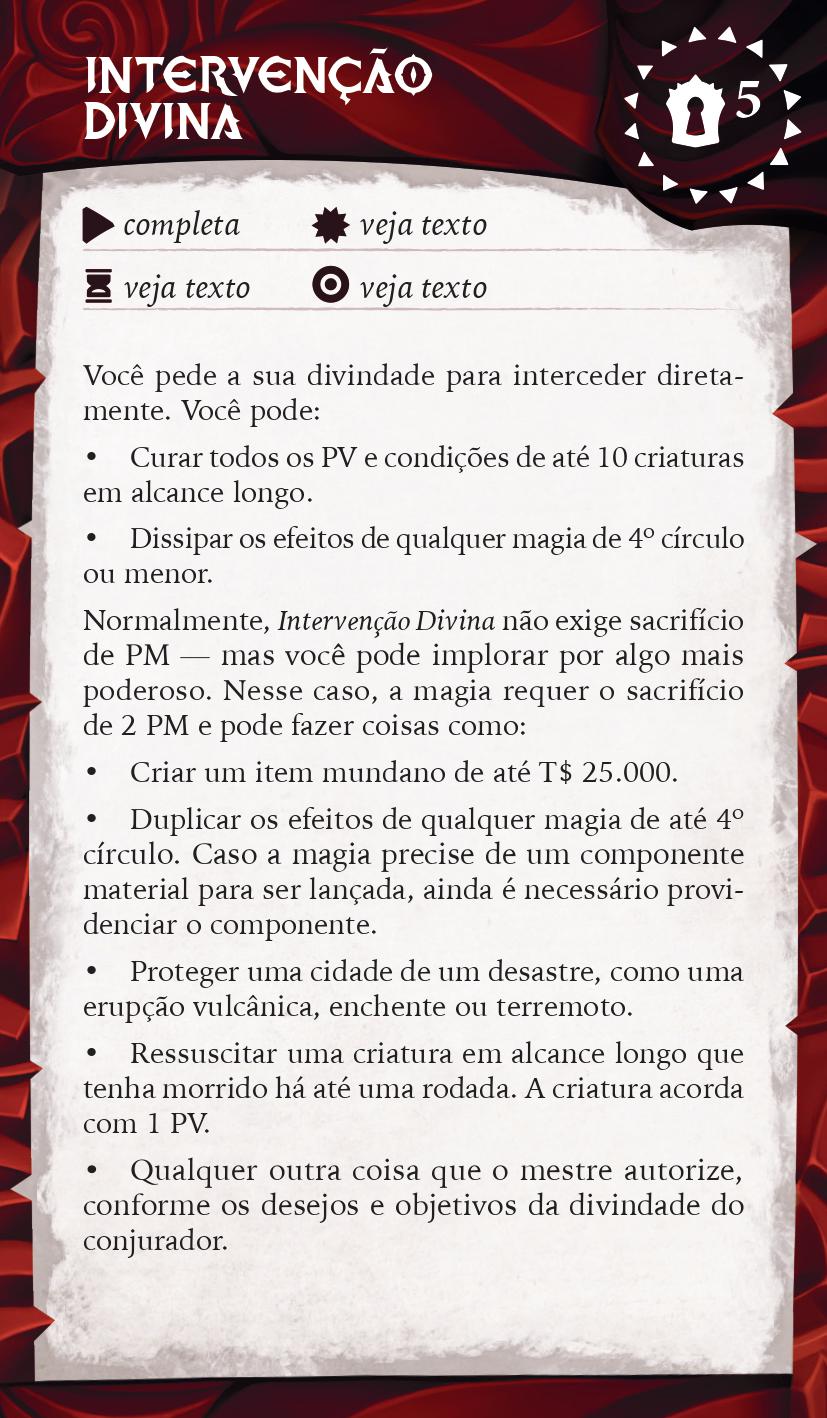 INTERVENÇÃO
DIVINA
5
completa veja texto
veja texto veja texto
Você pede a sua divindade para interceder direta-
mente. Você pode:
• Curar todos os PV e condições de até 10 criaturas
em alcance longo.
• Dissipar os efeitos de qualquer magia de 4º círculo
ou menor.
Normalmente, Intervenção Divina não exige sacrifício
de PM — mas você pode implorar por algo mais
poderoso. Nesse caso, a magia requer o sacrifício
de 2 PM e pode fazer coisas como:
• Criar um item mundano de até T$ 25.000.
• Duplicar os efeitos de qualquer magia de até 4º
círculo. Caso a magia precise de um componente
material para ser lançada, ainda é necessário provi-
denciar o componente.
• Proteger uma cidade de um desastre, como uma
erupção vulcânica, enchente ou terremoto.
• Ressuscitar uma criatura em alcance longo que
tenha morrido há até uma rodada. A criatura acorda
com 1 PV.
• Qualquer outra coisa que o mestre autorize,
conforme os desejos e objetivos da divindade do
conjurador.